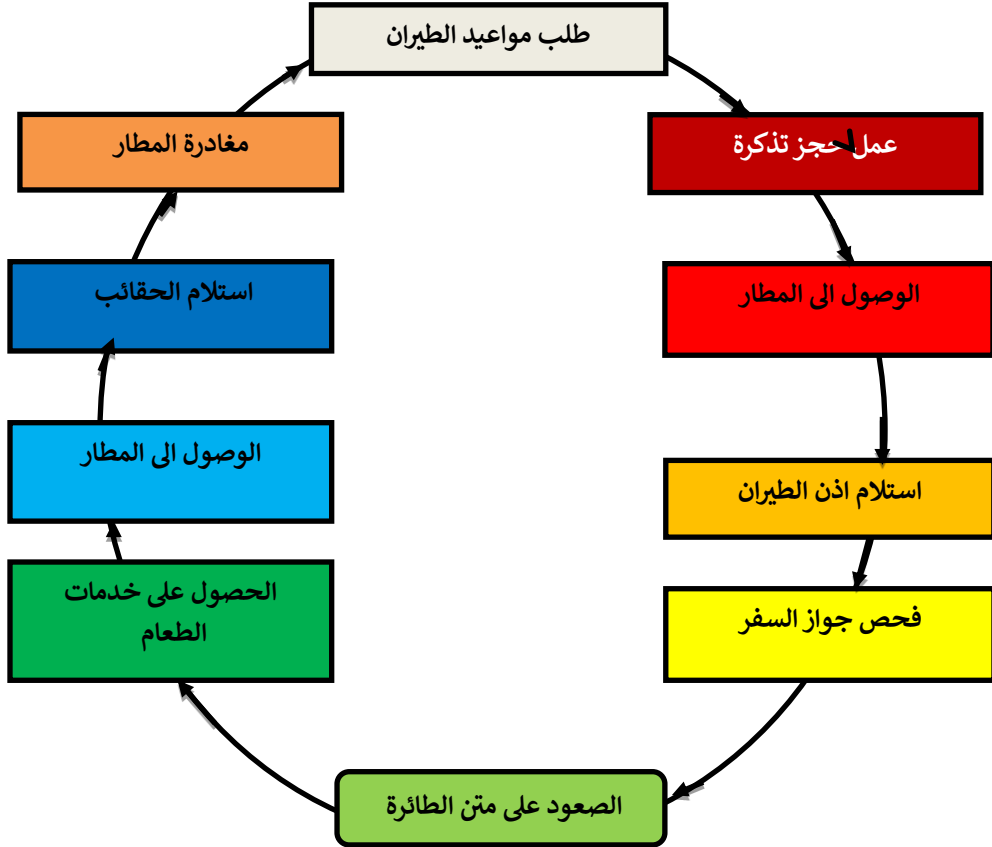 طلب مواعيد الطيران
عمل حجز تذكرة
الوصول الى المطار
استلام اذن الطيران
فحص جواز السفر
الصعود على متن الطائرة
الحصول على خدمات
الطعام
الوصول الى المطار
استلام الحقائب
مغادرة المطار